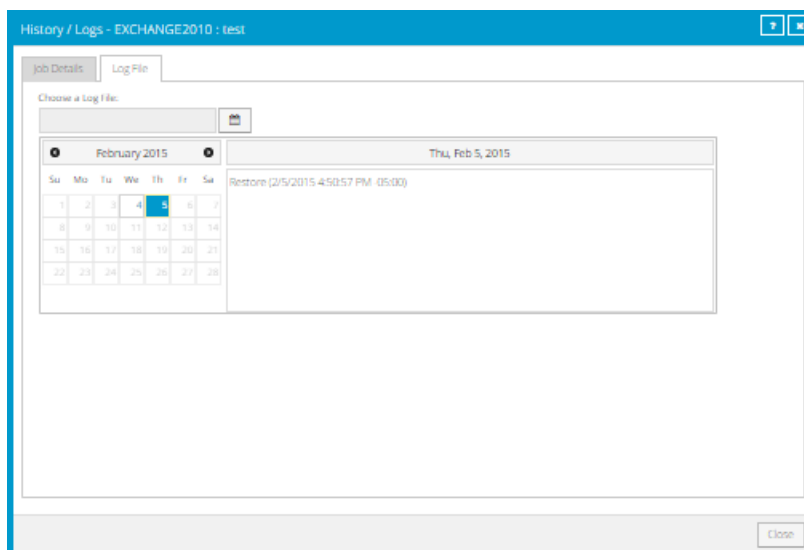 History / Logs - EXCHANGE2010 : test
?
Job Details
Log File
Choose a Log File:
February 2015
Thu, Feb 5, 2015
Su Mo Tu We Th Fr Sa
1 2 3 4 5 6 7
8 9 10 11 12 13 14
15 16 17 18 19 20 21
22 23 24 25 26 27 28
Restore (2/5/2015 4:50:57 PM -05:00)
Close